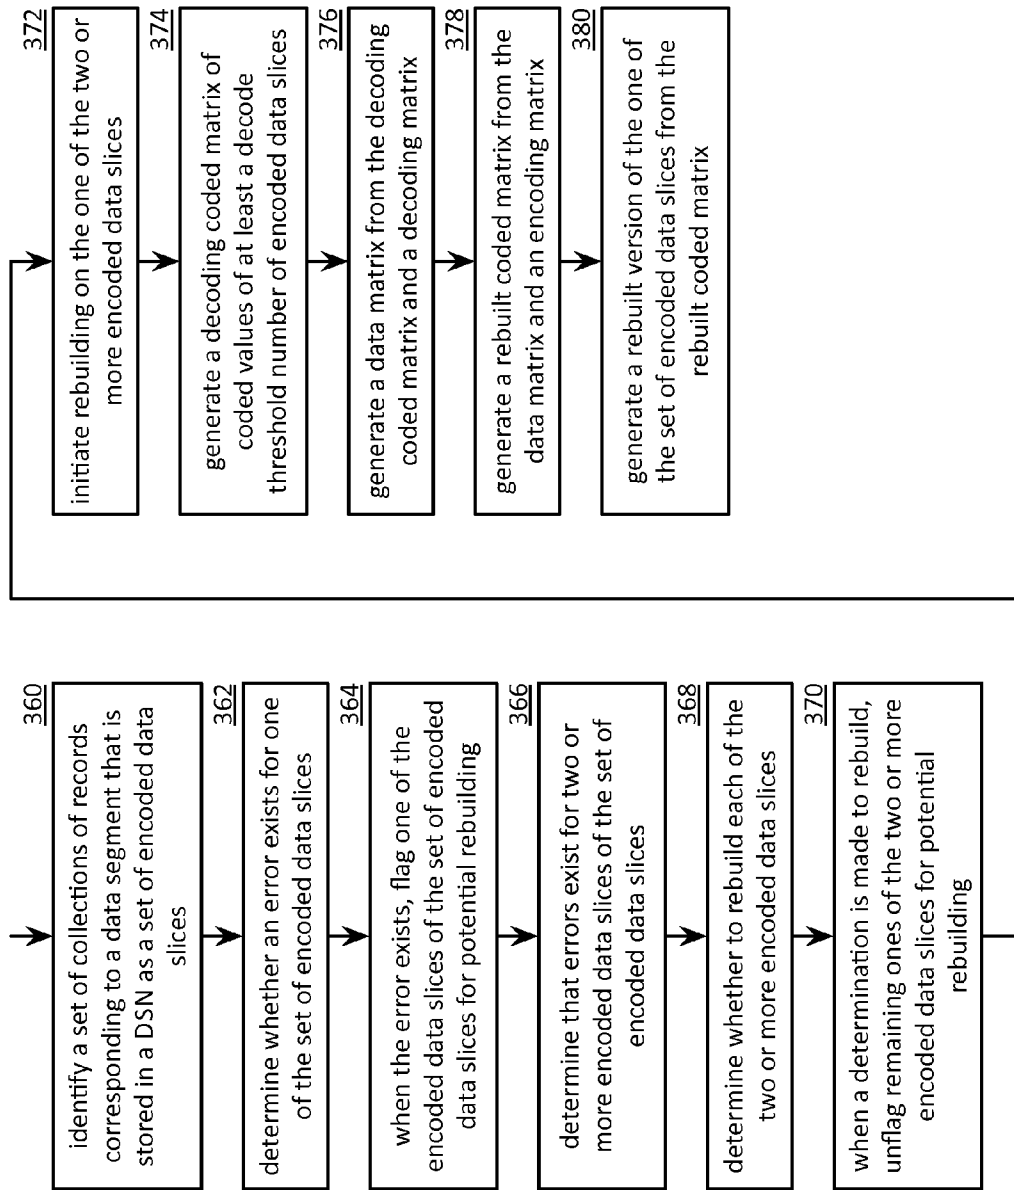 360
identify a set of collections of records
corresponding to a data segment that is
stored in a DSN as a set of encoded data
slices
362
determine whether an error exists for one
of the set of encoded data slices
364
when the error exists, flag one of the
encoded data slices of the set of encoded
data slices for potential rebuilding
366
determine that errors exist for two or
more encoded data slices of the set of
encoded data slices
368
determine whether to rebuild each of the
two or more encoded data slices
370
when a determination is made to rebuild,
unflag remaining ones of the two or more
encoded data slices for potential
rebuilding
372
initiate rebuilding on the one of the two or
more encoded data slices
374
generate a decoding coded matrix of
coded values of at least a decode
threshold number of encoded data slices
376
generate a data matrix from the decoding
coded matrix and a decoding matrix
378
generate a rebuilt coded matrix from the
data matrix and an encoding matrix
380
generate a rebuilt version of the one of
the set of encoded data slices from the
rebuilt coded matrix